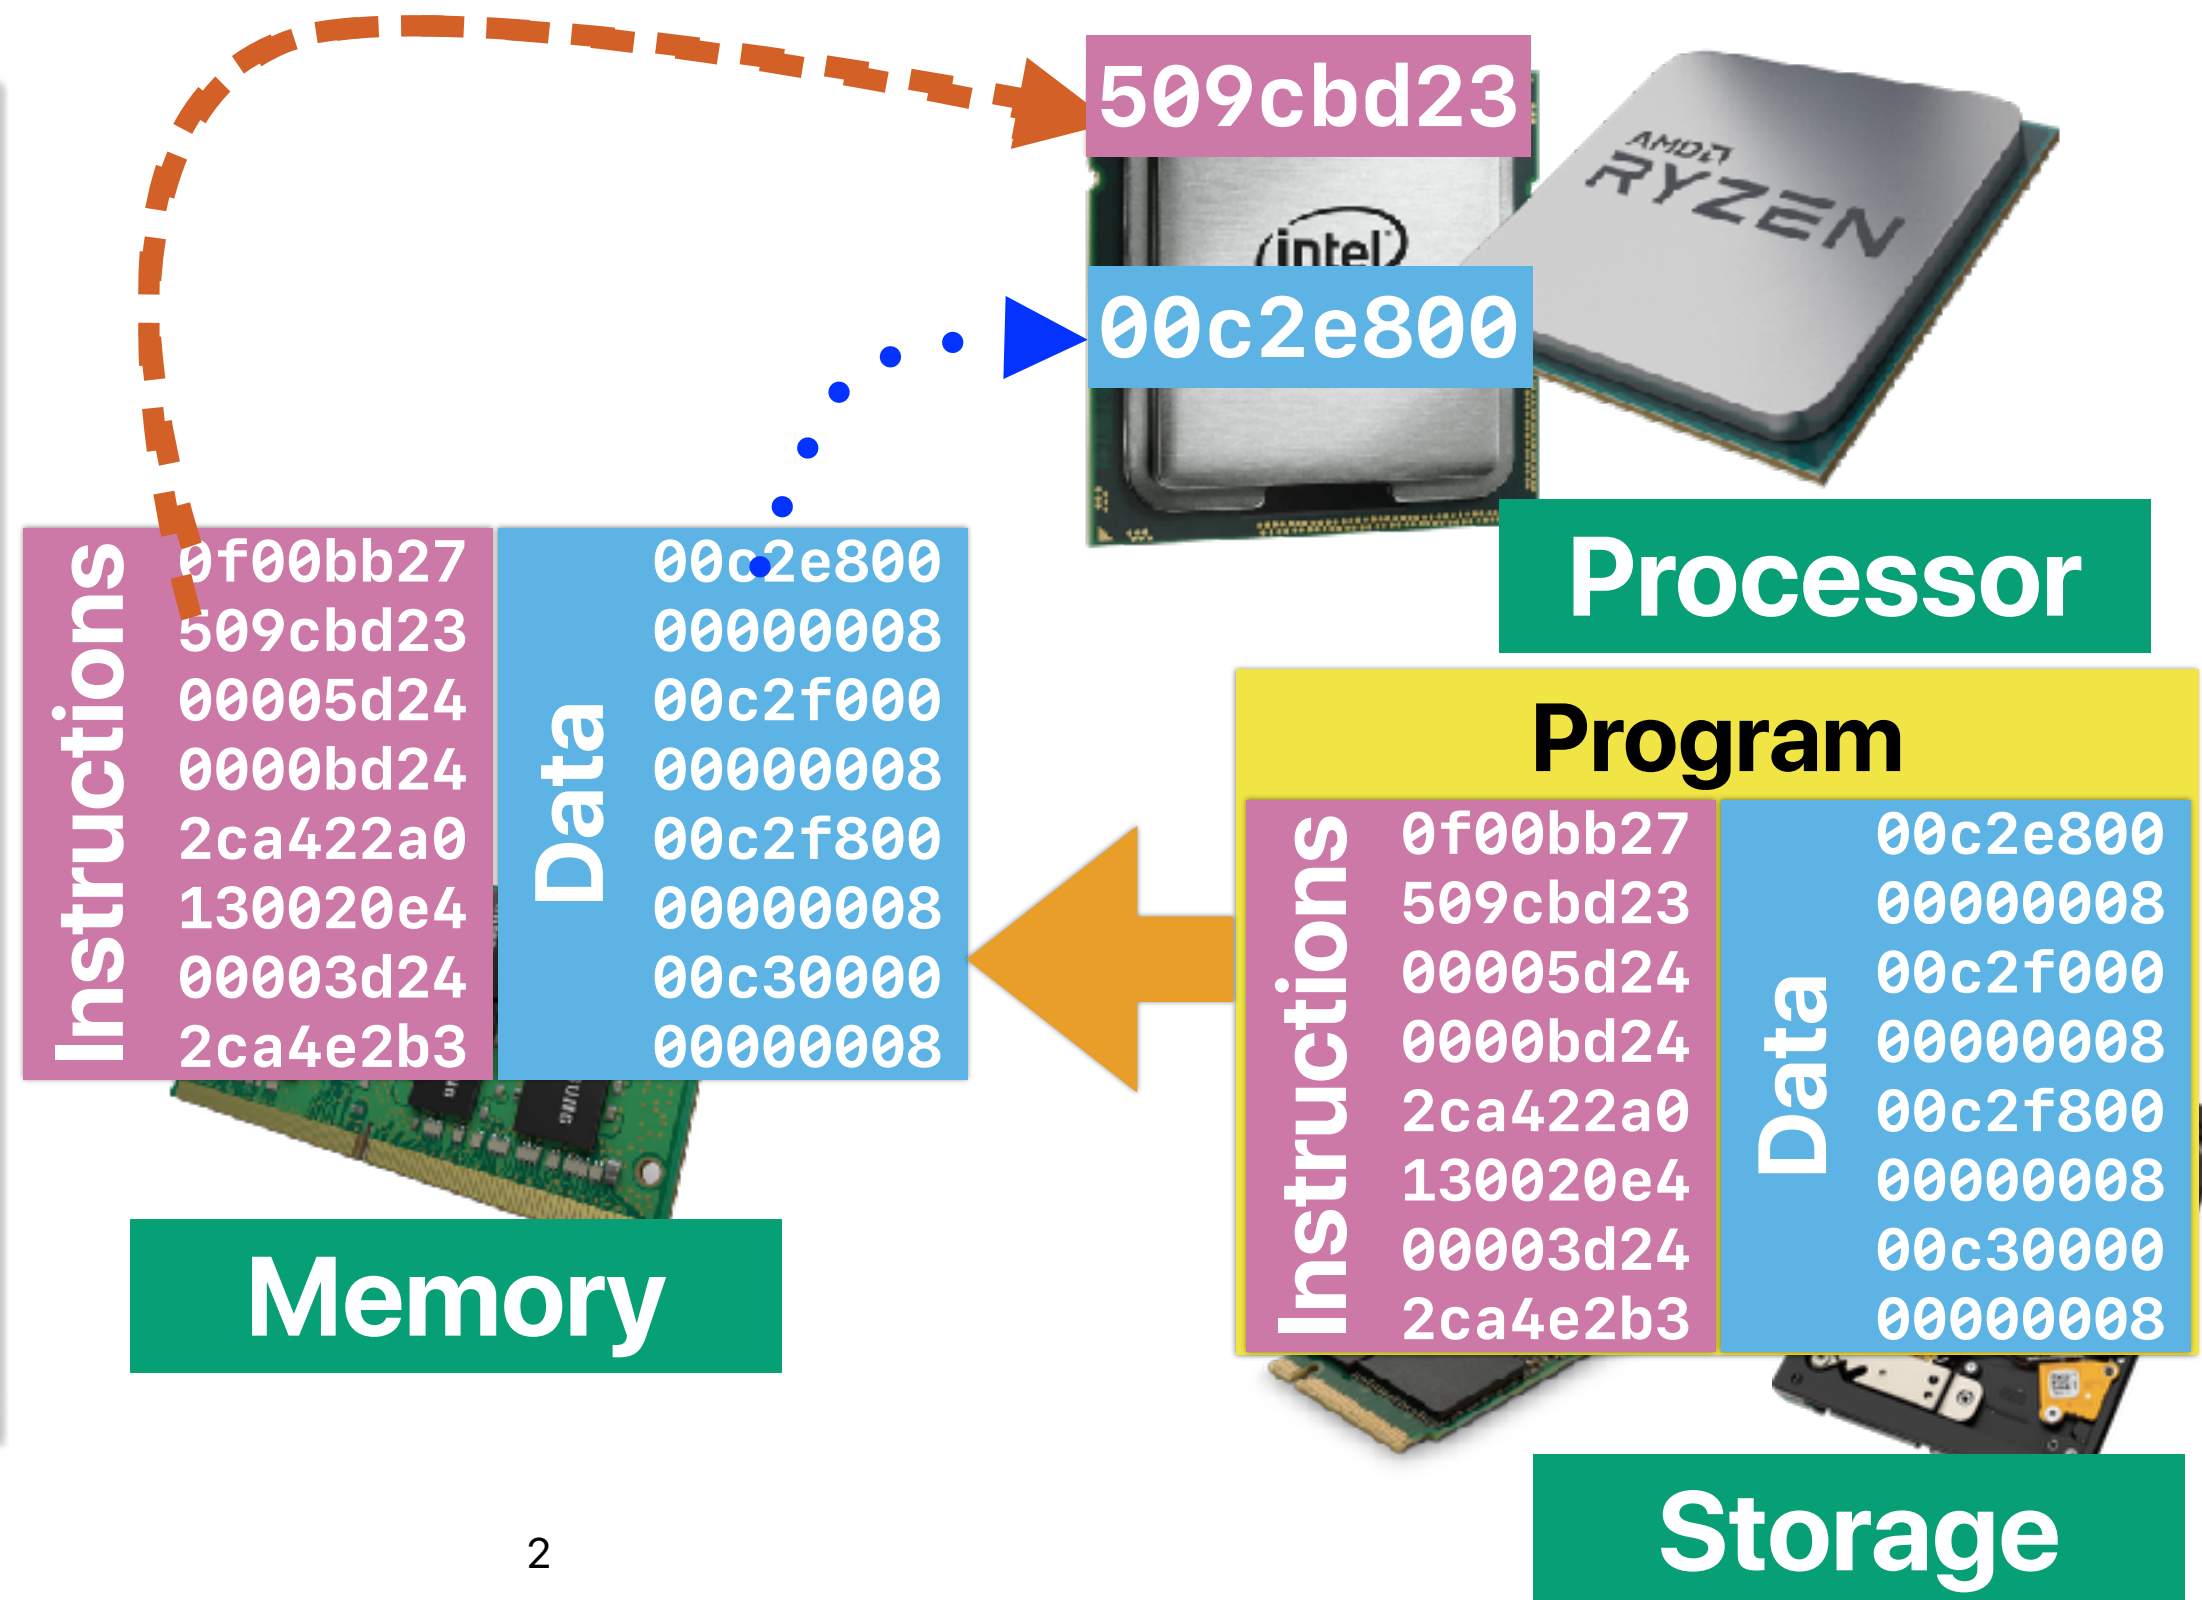 509cbd23
AMD
RYZEN
intel
00c2e800
Processor
Instructions
0f00bb27
509cbd23
00005d24
0000bd24
2ca422a0
130020e4
00003d24
2ca4e2b3
Data
00c2e800
00000008
00c2f000
00000008
00c2f800
00000008
00c30000
00000008
Memory
Program
Instructions
0f00bb27
509cbd23
00005d24
0000bd24
2ca422a0
130020e4
00003d24
2ca4e2b3
Data
00c2e800
00000008
00c2f000
00000008
00c2f800
00000008
00c30000
00000008
Storage
2